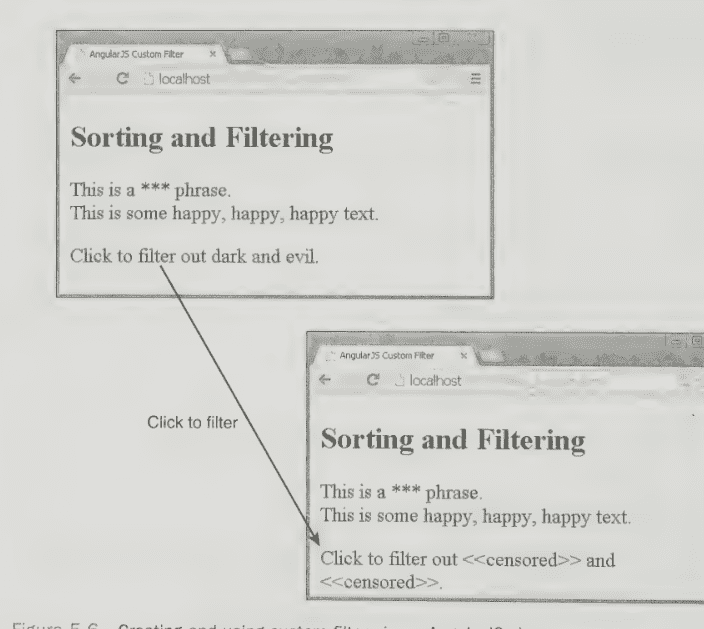 AngularJS Custom Filter ×
localhost
Sorting and Filtering
This is a *** phrase.
This is some happy, happy, happy text.
Click to filter out dark and evil.
Click to filter
AngularJS Custom Filter ×
localhost
Sorting and Filtering
This is a *** phrase.
This is some happy, happy, happy text.
Click to filter out <<censored>> and
<<censored>>.
Figure 5.6 Creating and using custom filters in